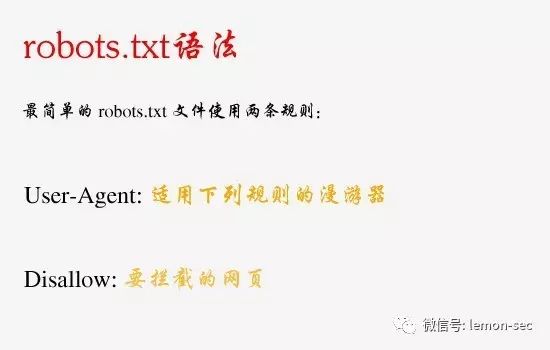 robots.txt语法
最简单的 robots.txt 文件使用两条规则：
User-Agent: 适用下列规则的漫游器
Disallow: 要拦截的网页
微信号: lemon-sec